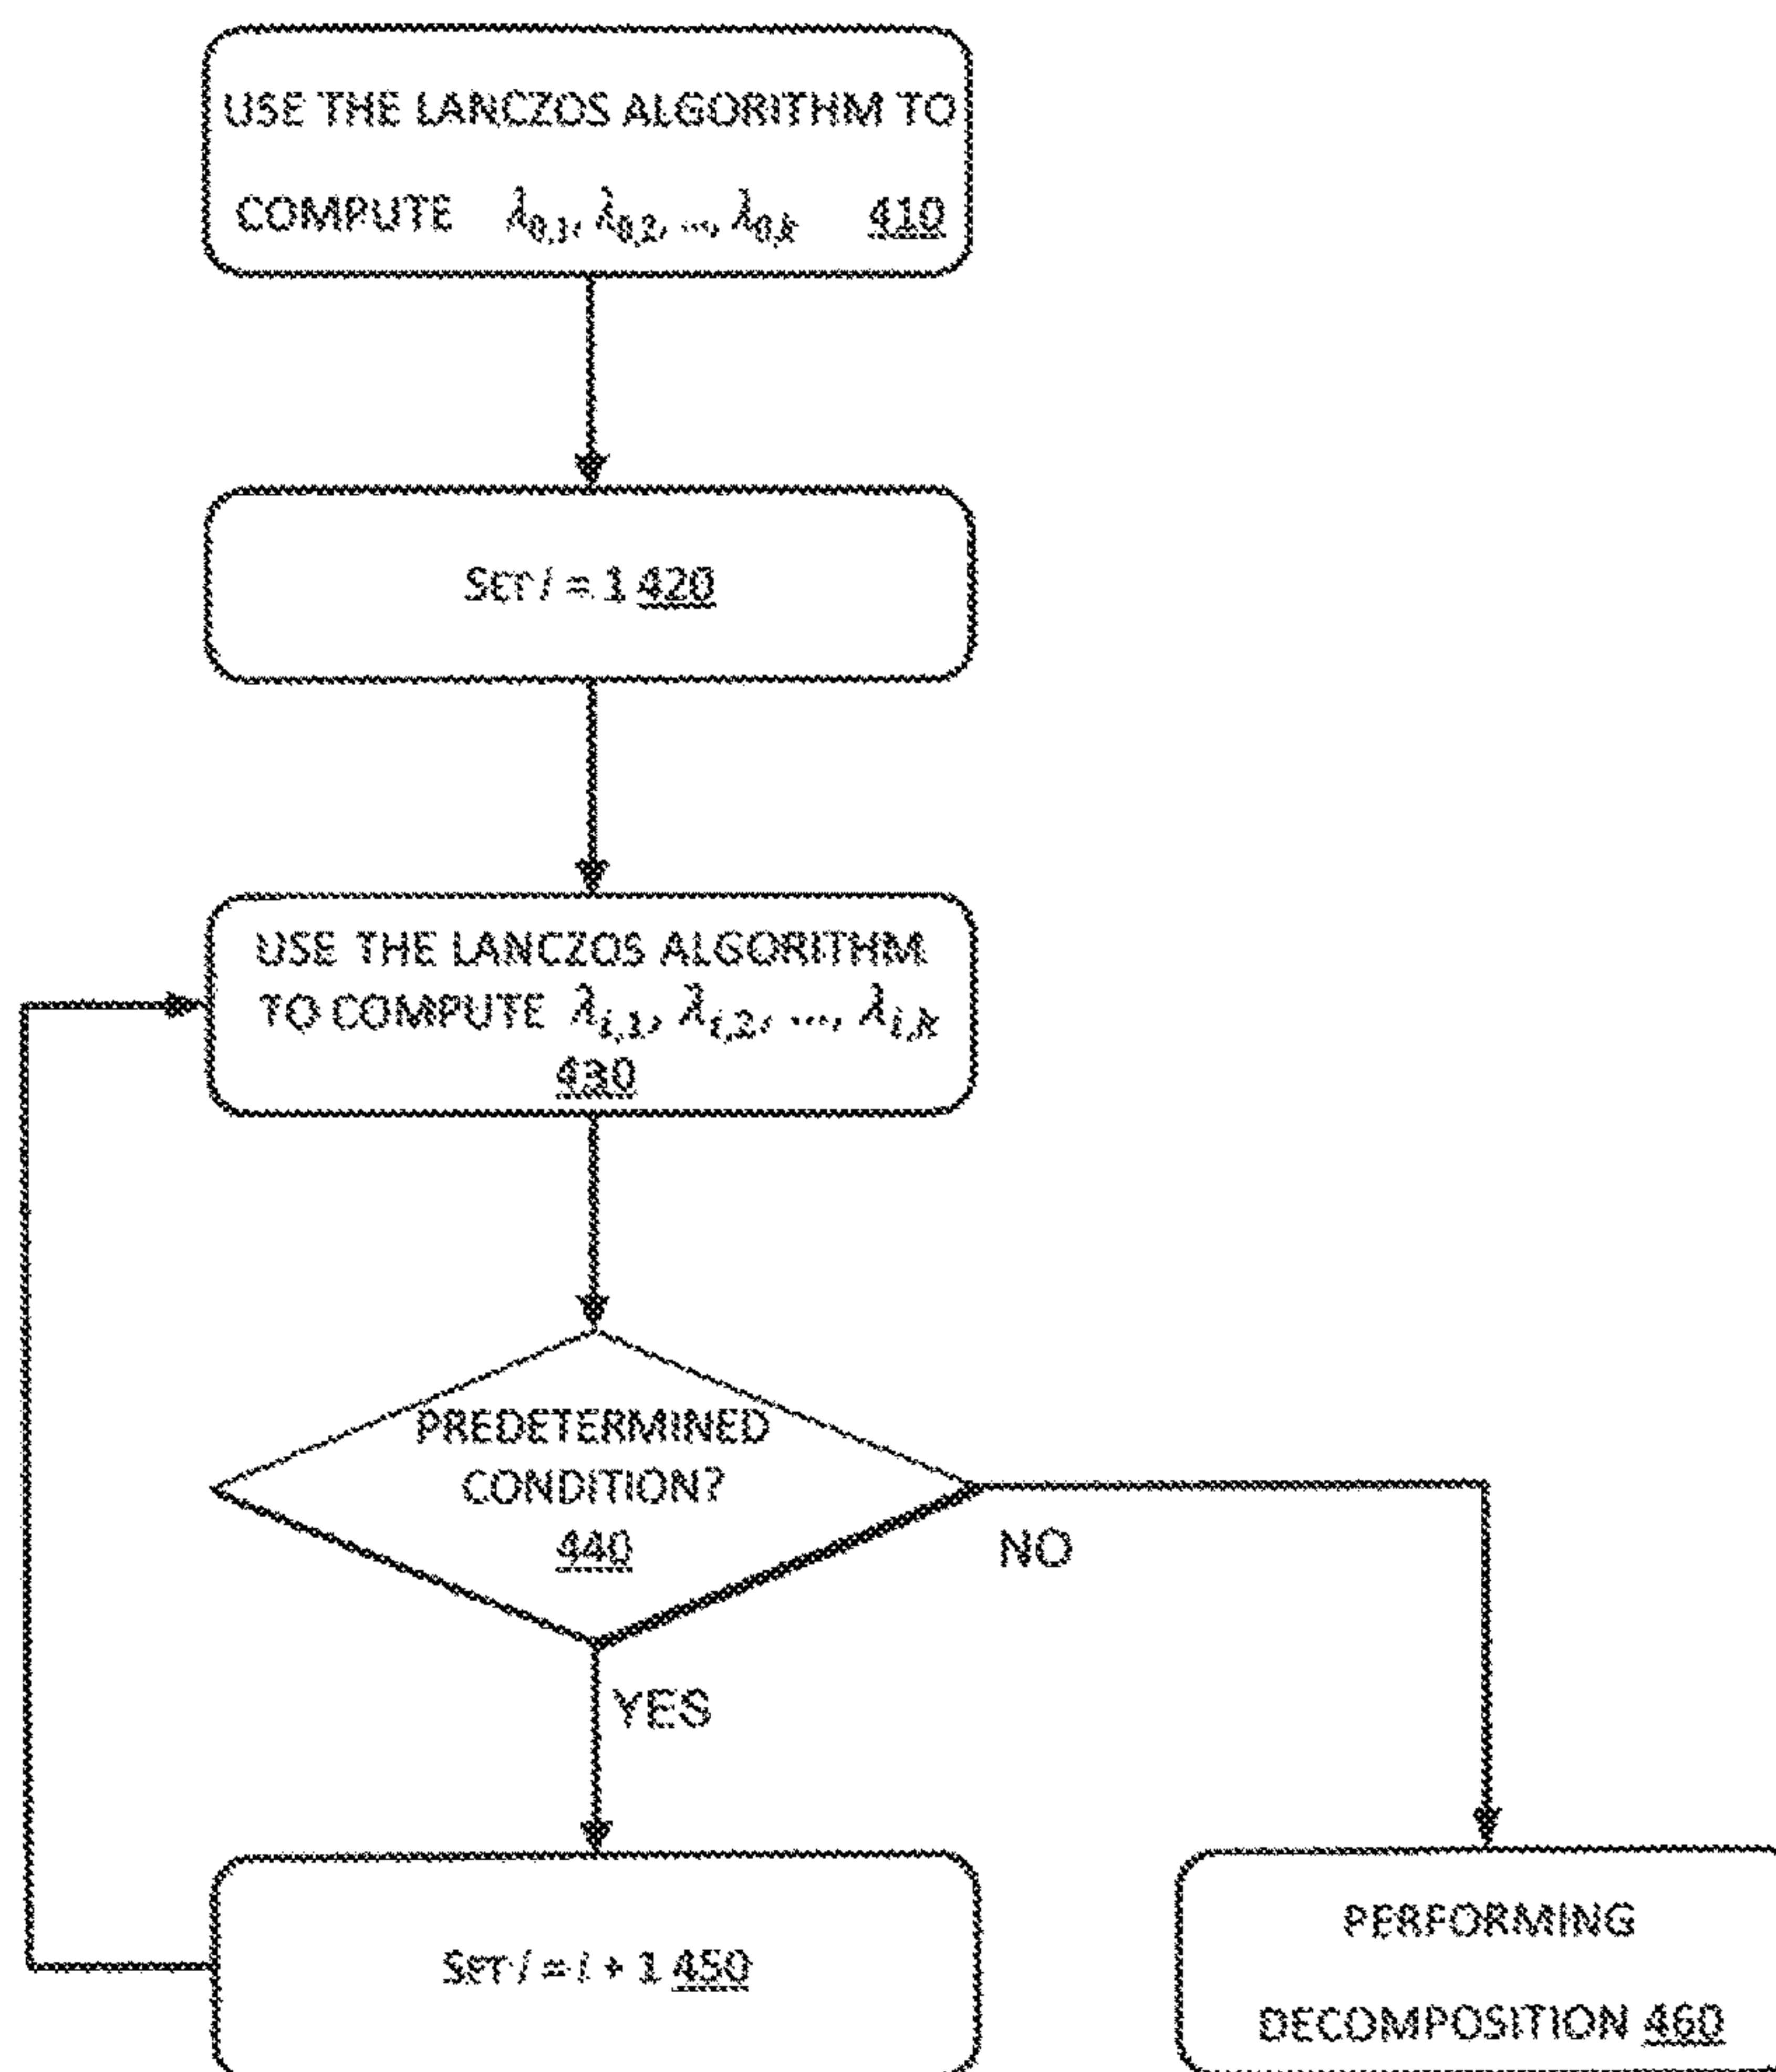 USE THE LANCZOS ALGORITHM TO
COMPUTE λ0,1, λ0,2, ..., λ0,k 410
SET i = 1 420
USE THE LANCZOS ALGORITHM
TO COMPUTE λi,1, λi,2, ..., λi,k
430
PREDETERMINED
CONDITION?
440
NO
YES
SET i = i + 1 450
PERFORMING
DECOMPOSITION 460